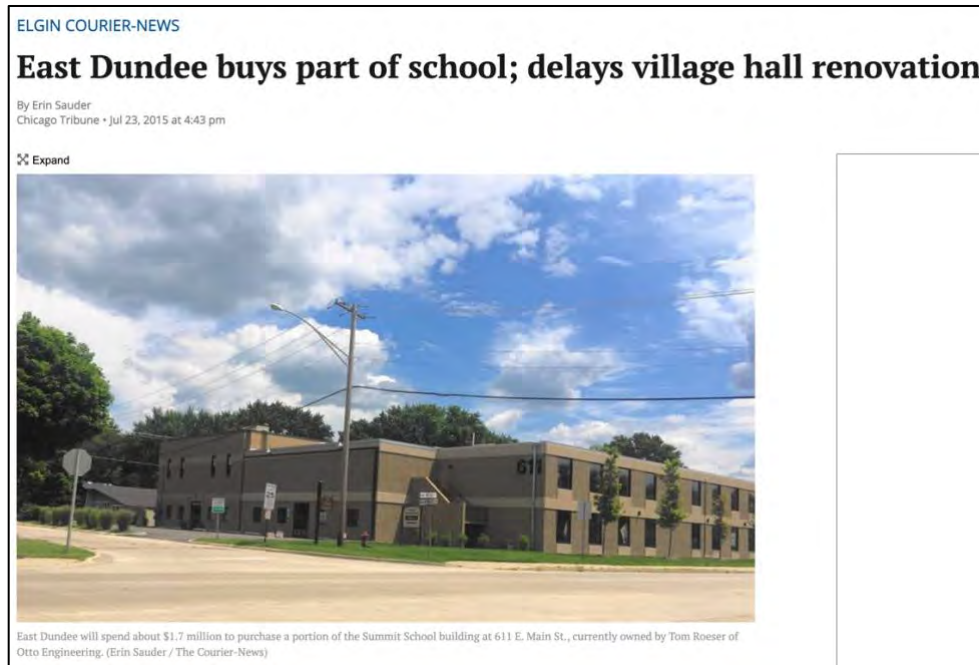 ELGIN COURIER-NEWS
East Dundee buys part of school; delays village hall renovation
By Erin Sauder
Chicago Tribune • Jul 23, 2015 at 4:43 pm
Expand
611
East Dundee will spend about $1.7 million to purchase a portion of the Summit School building at 611 E. Main St., currently owned by Tom Roeser of
Otto Engineering. (Erin Sauder / The Courier-News)